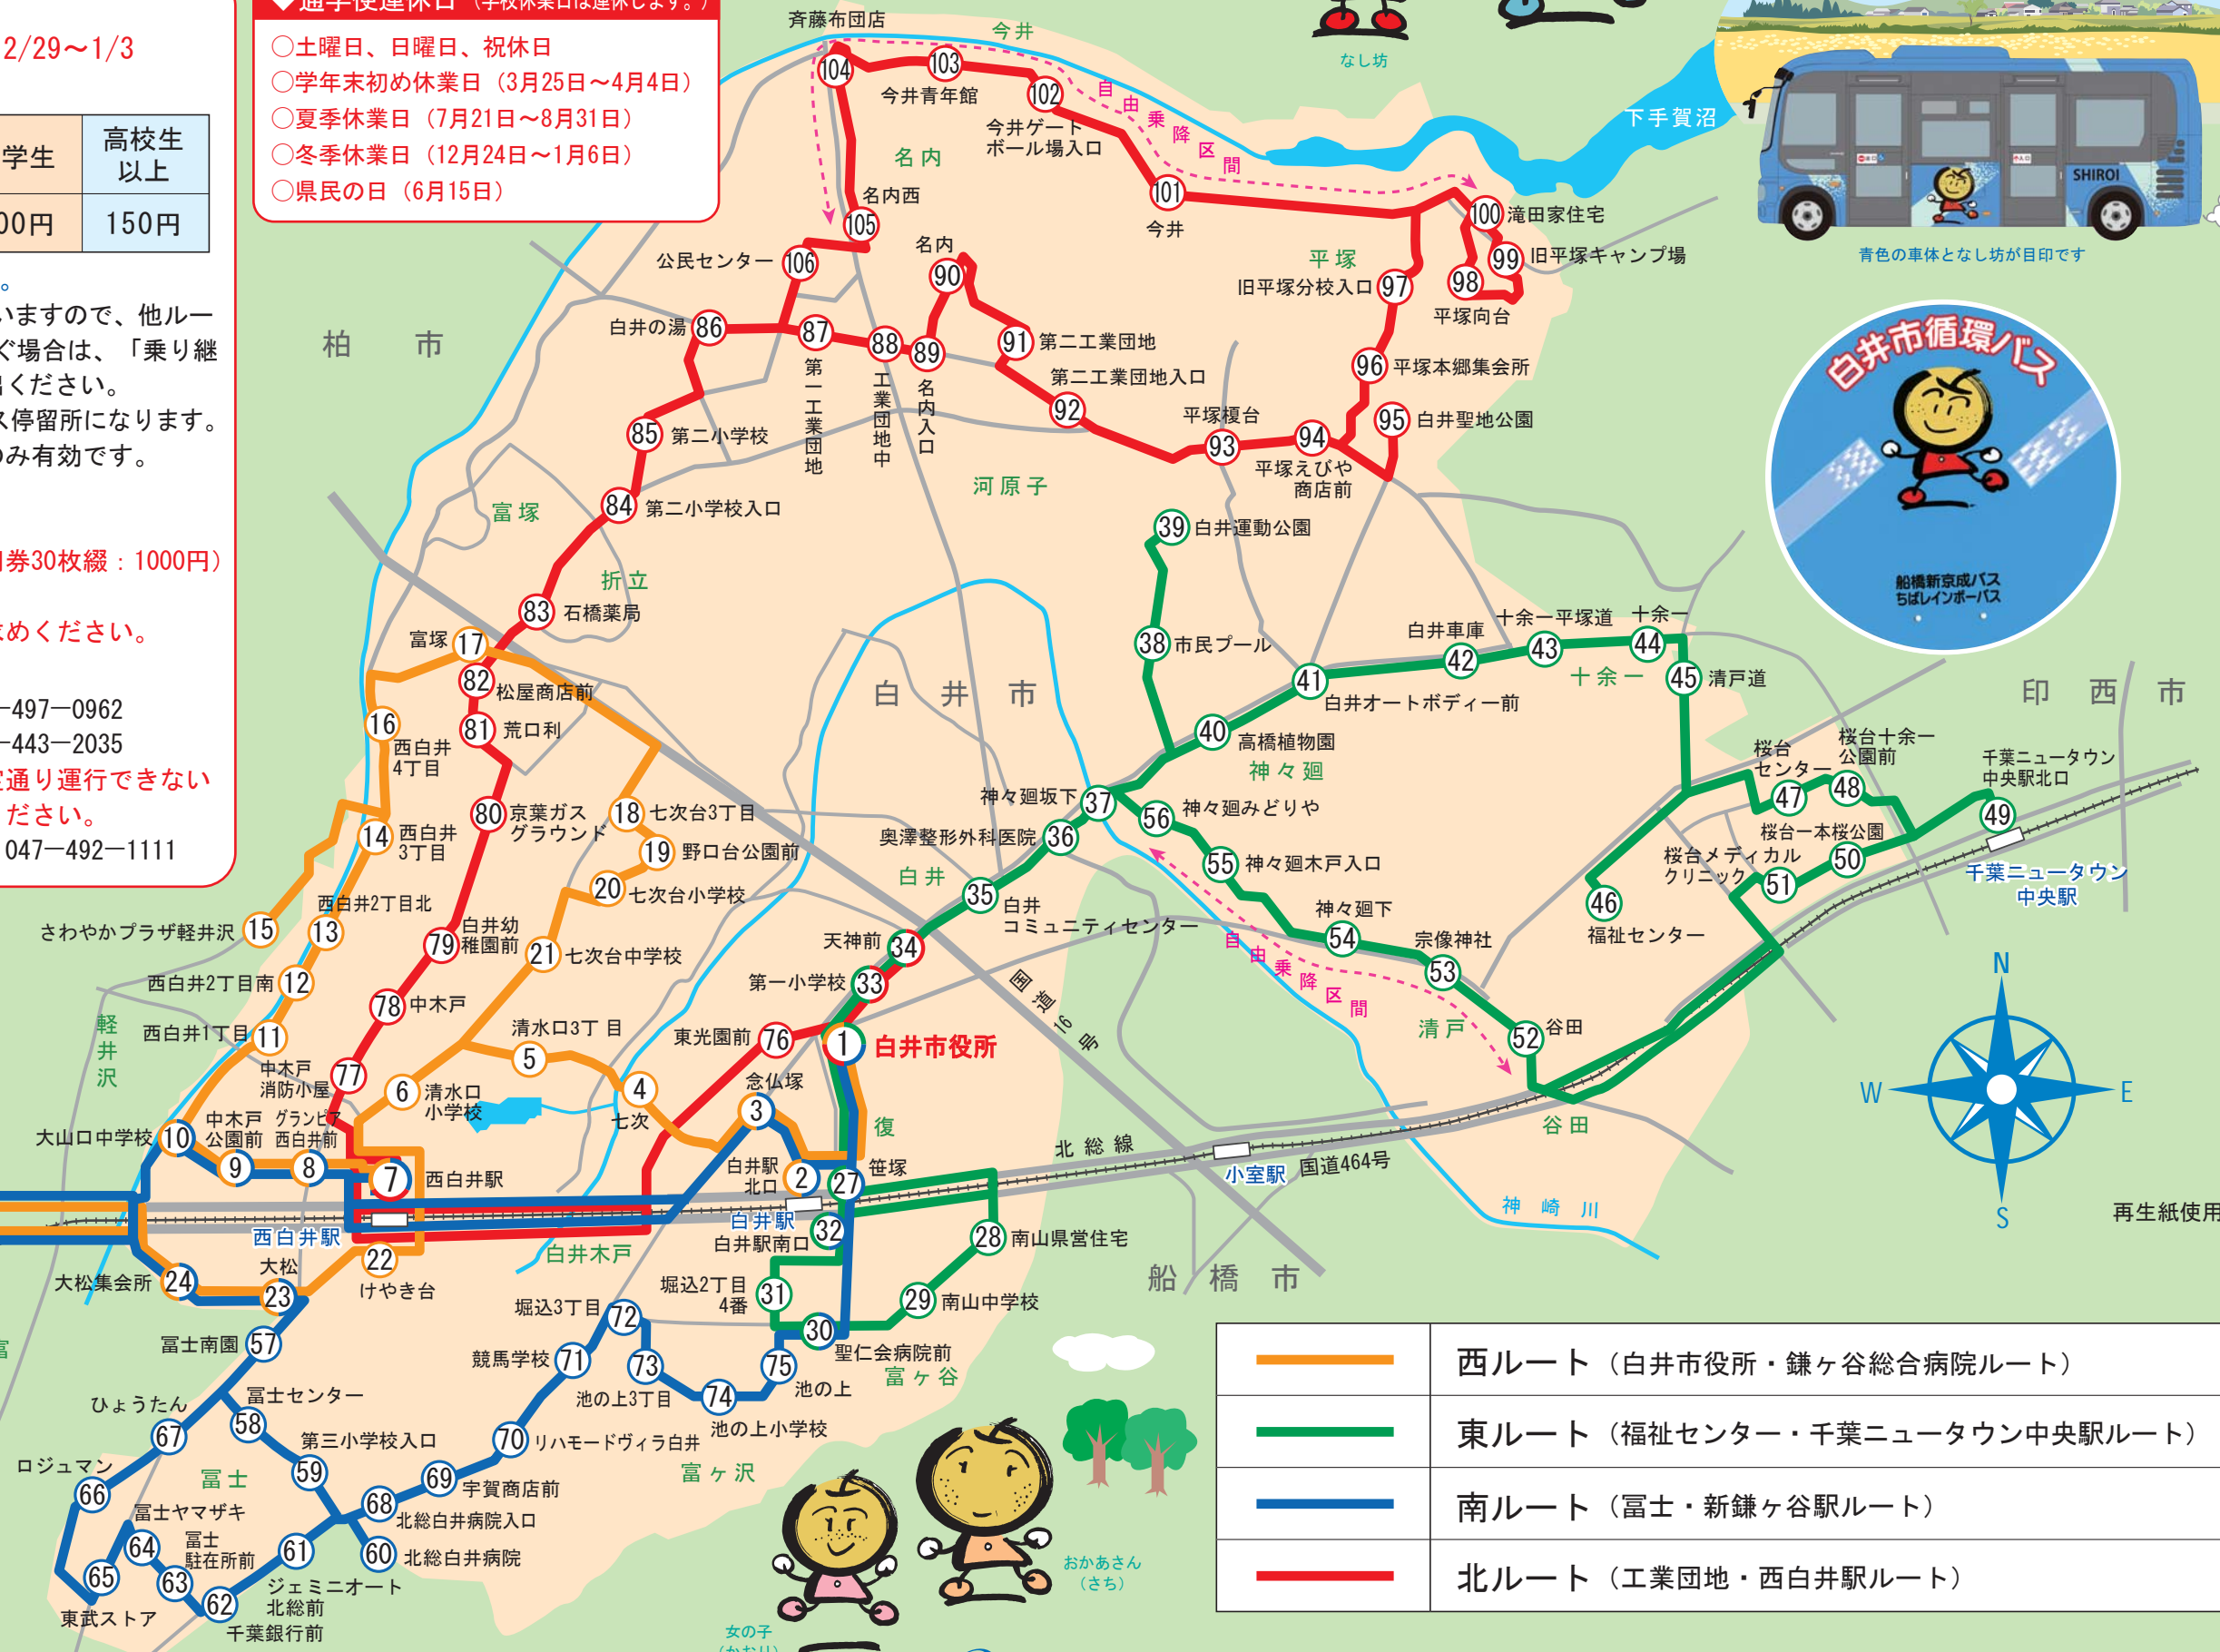 2/29～1/3
学生
高校生
以上
00円
150円
。
いますので、他ルー
ぐ場合は、「乗り継
出ください。
ス停留所になります。
のみ有効です。
券30枚綴：1000円）
求めください。
―497―0962
―443―2035
定通り運行できない
ださい。
047―492―1111
◆通学便運休日（学校休業日は運休します。）
○土曜日、日曜日、祝休日
○学年末初め休業日（3月25日～4月4日）
○夏季休業日（7月21日～8月31日）
○冬季休業日（12月24日～1月6日）
○県民の日（6月15日）
斉藤布団店
104
今井
103
今井青年館
102
今井ゲート
ボール場入口
自由乗降区間
なし坊
下手賀沼
SHIROI
青色の車体となし坊が目印です
名内
名内西
105
101
今井
100 滝田家住宅
99 旧平塚キャンプ場
98
平塚向台
平塚
旧平塚分校入口 97
公民センター 106
名内
90
柏市
白井の湯 86
87
第一工業団地
88
工業団地中
89
名内入口
91 第二工業団地
第二工業団地入口
92
96 平塚本郷集会所
平塚榎台
93
94
平塚えびや
商店前
95 白井聖地公園
85 第二小学校
84 第二小学校入口
富塚
河原子
折立
白井市循環バス
船橋新京成バス
ちばレインボーバス
39 白井運動公園
38 市民プール
83 石橋薬局
富塚 17
82
松屋商店前
81 荒口利
16
西白井
4丁目
白井市
印西市
白井車庫
42
十余一平塚道
43
十余一
44
十余一
45 清戸道
41
白井オートボディー前
40
高橋植物園
神々廻
神々廻坂下 37
56 神々廻みどりや
奥澤整形外科医院 36
55 神々廻木戸入口
桜台
センター
47
桜台十余一
公園前
48
千葉ニュータウン
中央駅北口
49
桜台一本桜公園
50
桜台メディカル
クリニック
51
千葉ニュータウン
中央駅
46
福祉センター
80 京葉ガス
グラウンド
18 七次台3丁目
19 野口台公園前
20 七次台小学校
21 七次台中学校
14 西白井
3丁目
さわやかプラザ軽井沢 15
西白井2丁目北
13
西白井2丁目南 12
西白井1丁目 11
軽井沢
白井幼
稚園前
79
78 中木戸
中木戸
消防小屋
77
白井
35
白井
コミュニティセンター
天神前 34
第一小学校 33
神々廻下
54
宗像神社
53
自由乗降区間
52 谷田
清戸
谷田
国道16号
東光園前 76
1 白井市役所
清水口3丁目
5
6 清水口
小学校
4
七次
念仏塚
3
復
白井駅
北口
2
27
笹塚
大山口中学校 10
中木戸
公園前
9
グランピス
西白井前
8
7 西白井駅
西白井駅
白井駅
32
白井駅南口
28 南山県営住宅
29 南山中学校
北総線
小室駅
国道464号
神崎川
船橋市
再生紙使用
N
E
S
W
大松集会所 24
大松
23
22
けやき台
白井木戸
堀込2丁目
4番
31
30
聖仁会病院前
富ヶ谷
堀込3丁目 72
競馬学校 71
73
池の上3丁目
74
池の上小学校
75
池の上
冨士南園 57
冨士センター
58
ひょうたん
67
第三小学校入口
59
70 リハモードヴィラ白井
富ヶ沢
ロジュマン
66
冨士
69
宇賀商店前
68
北総白井病院入口
60 北総白井病院
冨士ヤマザキ
64
冨士
駐在所前
63
65
東武ストア
61
ジェミニオート
北総前
62
千葉銀行前
おかあさん
（さち）
女の子
（かおり）
西ルート（白井市役所・鎌ヶ谷総合病院ルート）
東ルート（福祉センター・千葉ニュータウン中央駅ルート）
南ルート（冨士・新鎌ヶ谷駅ルート）
北ルート（工業団地・西白井駅ルート）